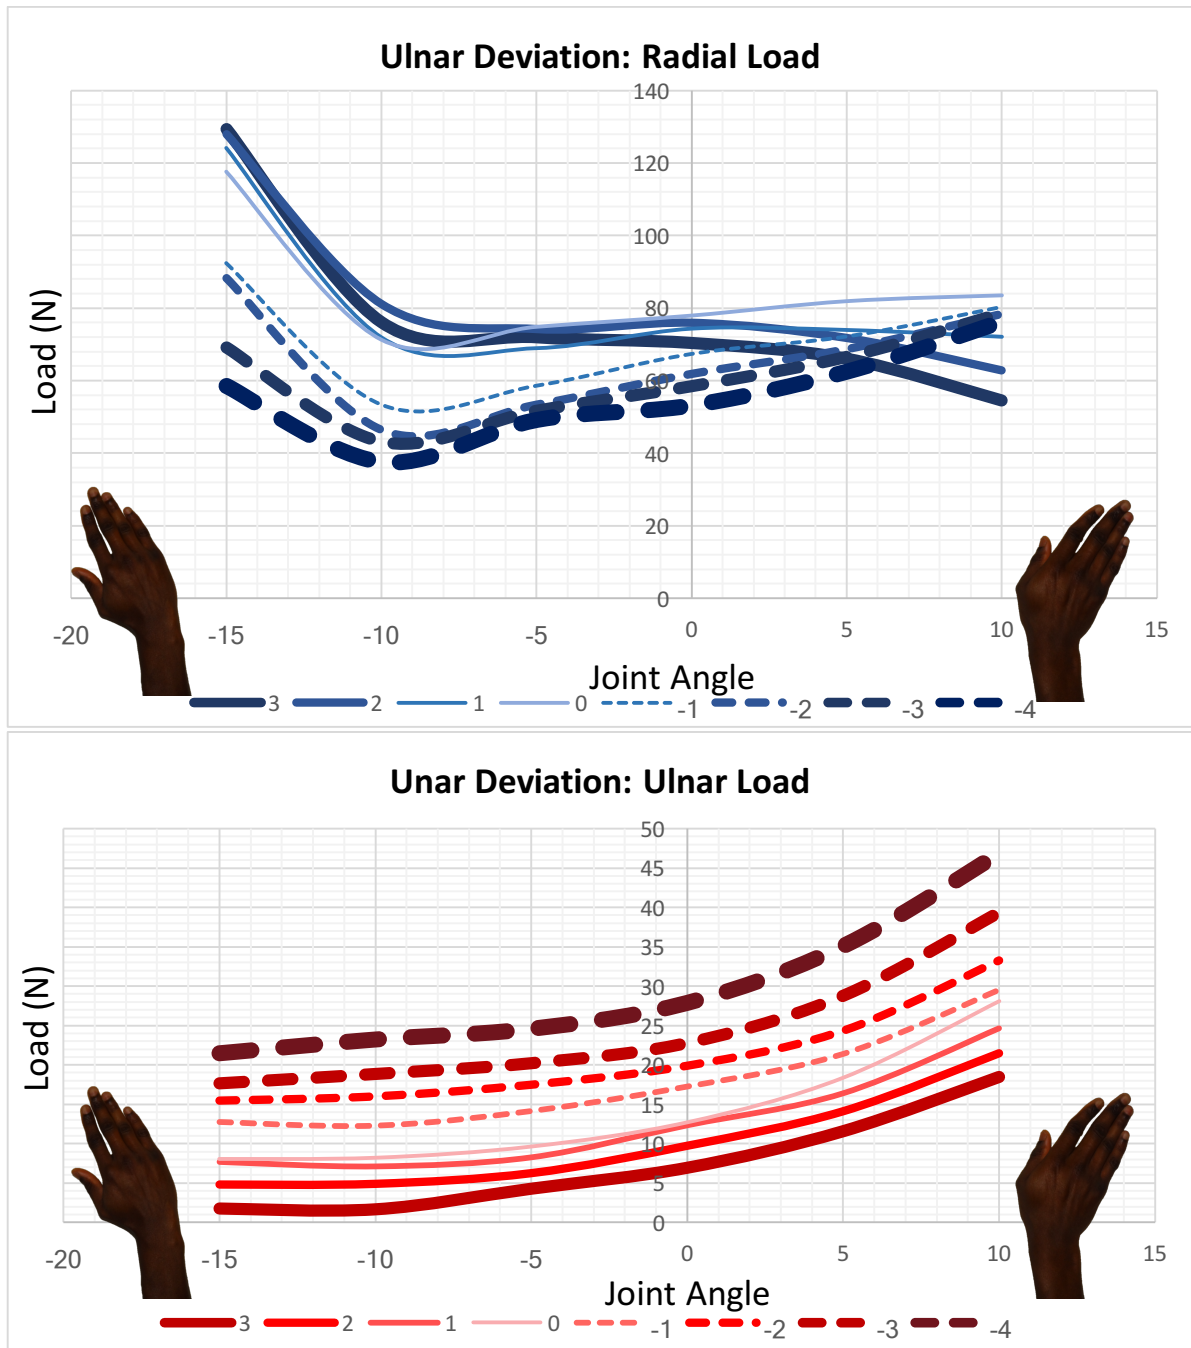 Ulnar Deviation: Radial Load
140
120
100
80
60
40
20
0
Load (N)
-20 -15 -10 -5 0 5 10 15
Joint Angle
3 2 1 0 -1 -2 -3 -4
Unar Deviation: Ulnar Load
50
45
40
35
30
25
20
15
10
5
0
Load (N)
-20 -15 -10 -5 0 5 10 15
Joint Angle
3 2 1 0 -1 -2 -3 -4